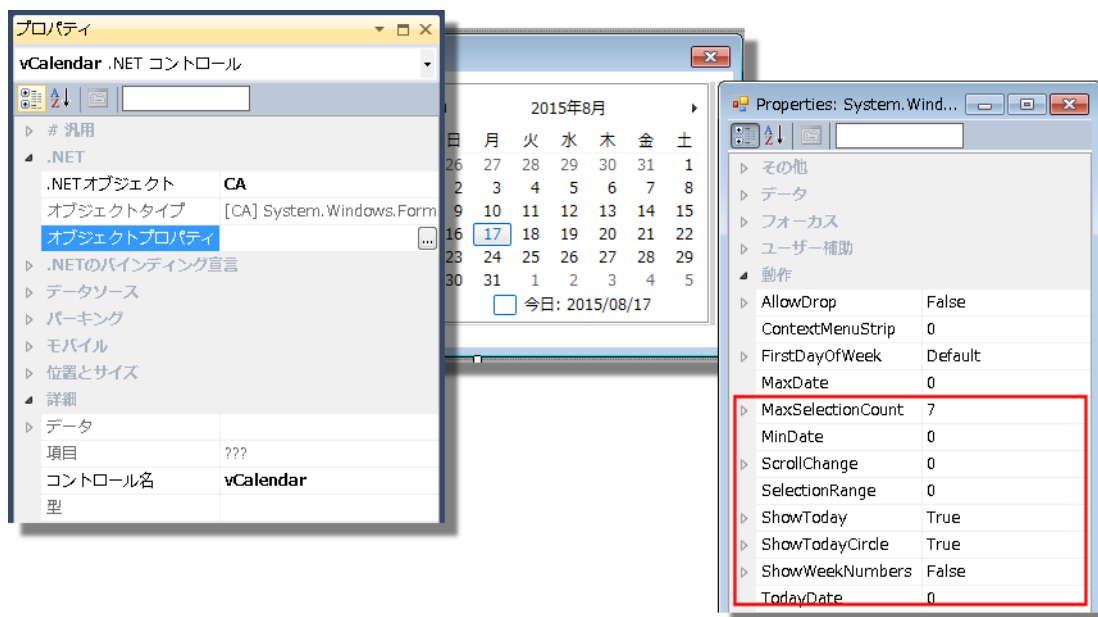 プロパティ
vCalendar .NET コントロール
# 汎用
.NET
.NETオブジェクト CA
オブジェクトタイプ [CA] System.Windows.Form
オブジェクトプロパティ ...
.NETのバインディング宣言
データソース
パーキング
モバイル
位置とサイズ
詳細
データ
項目 ???
コントロール名 vCalendar
型
2015年8月
日 月 火 水 木 金 土
26 27 28 29 30 31 1
2 3 4 5 6 7 8
9 10 11 12 13 14 15
16 17 18 19 20 21 22
23 24 25 26 27 28 29
30 31 1 2 3 4 5
今日: 2015/08/17
Properties: System.Wind...
その他
データ
フォーカス
ユーザー補助
動作
AllowDrop False
ContextMenuStrip 0
FirstDayOfWeek Default
MaxDate 0
MaxSelectionCount 7
MinDate 0
ScrollChange 0
SelectionRange 0
ShowToday True
ShowTodayCircle True
ShowWeekNumbers False
TodayDate 0